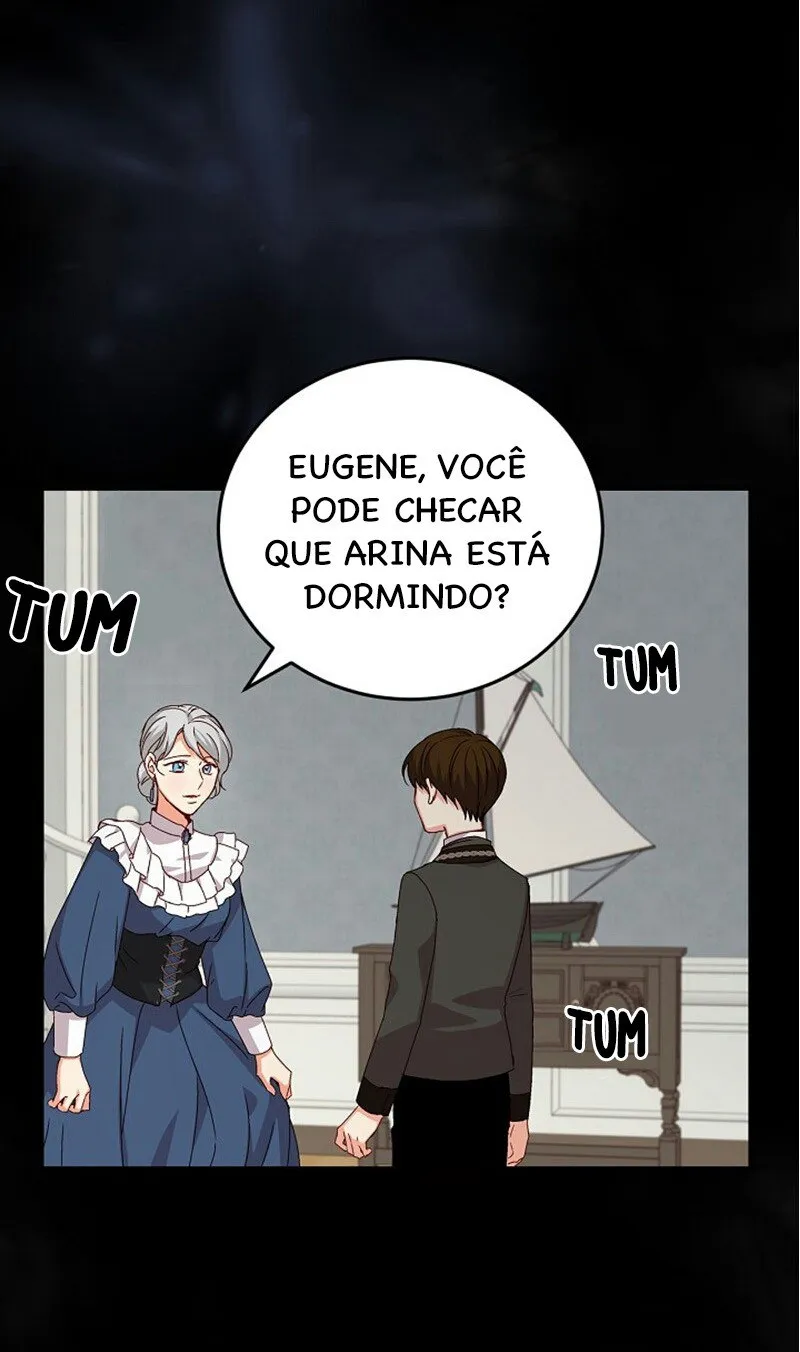 EUGENE, VOCÊ
PODE CHECAR
QUE ARINA ESTÁ
DORMINDO?
TUM
TUM
TUM